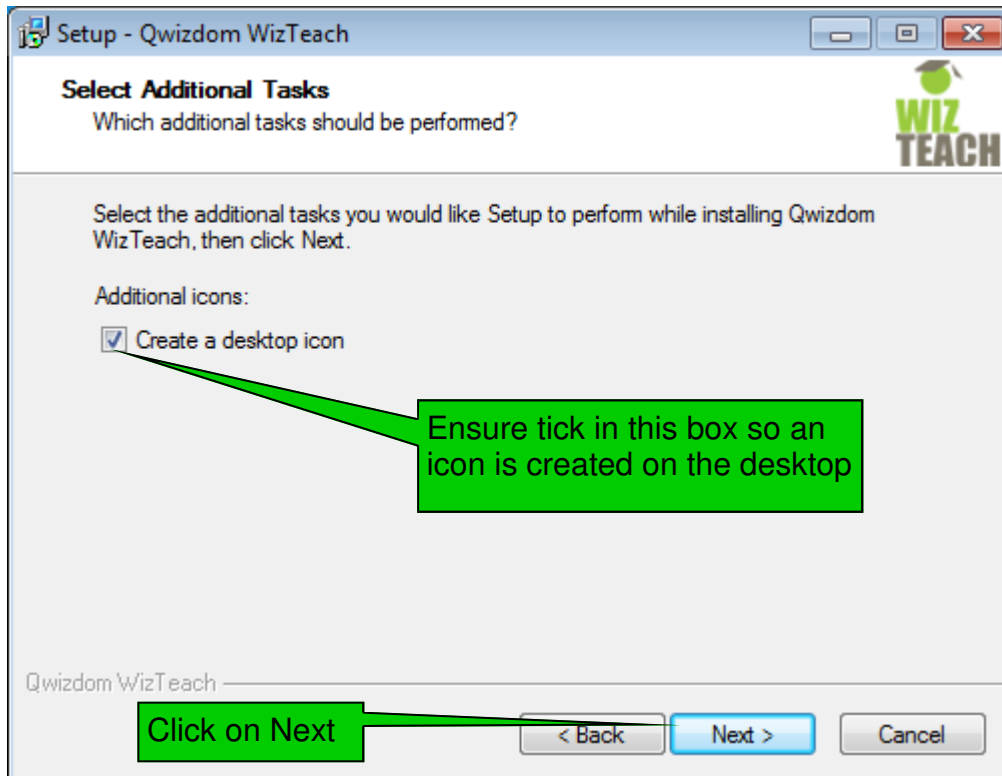 Setup - Qwizdom WizTeach
Select Additional Tasks
Which additional tasks should be performed?
WIZ
TEACH
Select the additional tasks you would like Setup to perform while installing Qwizdom
WizTeach, then click Next.
Additional icons:
Create a desktop icon
Ensure tick in this box so an
icon is created on the desktop
Qwizdom WizTeach
Click on Next
< Back
Next >
Cancel